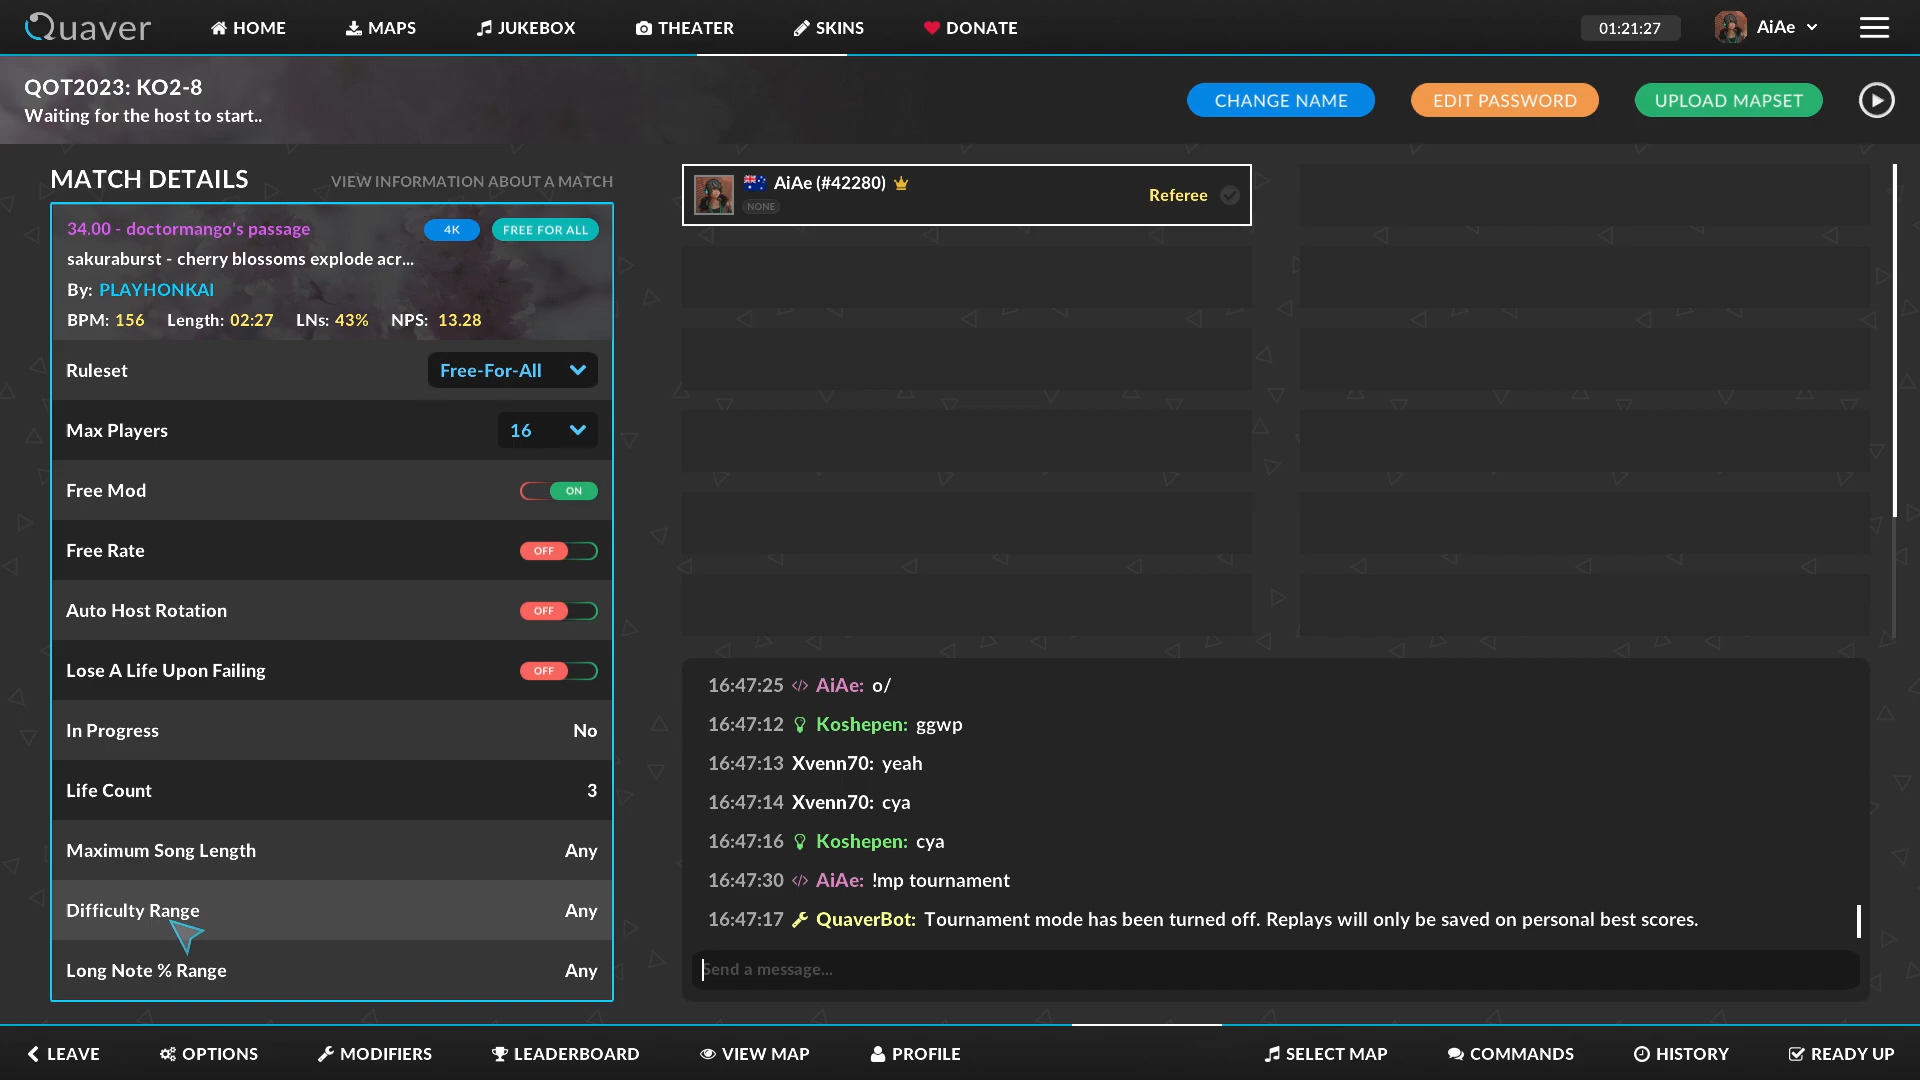 Quaver
HOME
MAPS
JUKEBOX
THEATER
SKINS
DONATE
01:21:27
AiAe
QOT2023: KO2-8
Waiting for the host to start..
CHANGE NAME
EDIT PASSWORD
UPLOAD MAPSET
MATCH DETAILS
VIEW INFORMATION ABOUT A MATCH
34.00 - doctormango's passage
4K
FREE FOR ALL
sakuraburst - cherry blossoms explode acr...
By: PLAYHONKAI
BPM: 156 Length: 02:27 LNs: 43% NPS: 13.28
Ruleset Free-For-All
Max Players 16
Free Mod ON
Free Rate OFF
Auto Host Rotation OFF
Lose A Life Upon Failing OFF
In Progress No
Life Count 3
Maximum Song Length Any
Difficulty Range Any
Long Note % Range Any
AiAe (#42280)
NONE
Referee
16:47:25 </> AiAe: o/
16:47:12 Koshepen: ggwp
16:47:13 Xvenn70: yeah
16:47:14 Xvenn70: cya
16:47:16 Koshepen: cya
16:47:30 </> AiAe: !mp tournament
16:47:17 QuaverBot: Tournament mode has been turned off. Replays will only be saved on personal best scores.
Send a message...
LEAVE
OPTIONS
MODIFIERS
LEADERBOARD
VIEW MAP
PROFILE
SELECT MAP
COMMANDS
HISTORY
READY UP